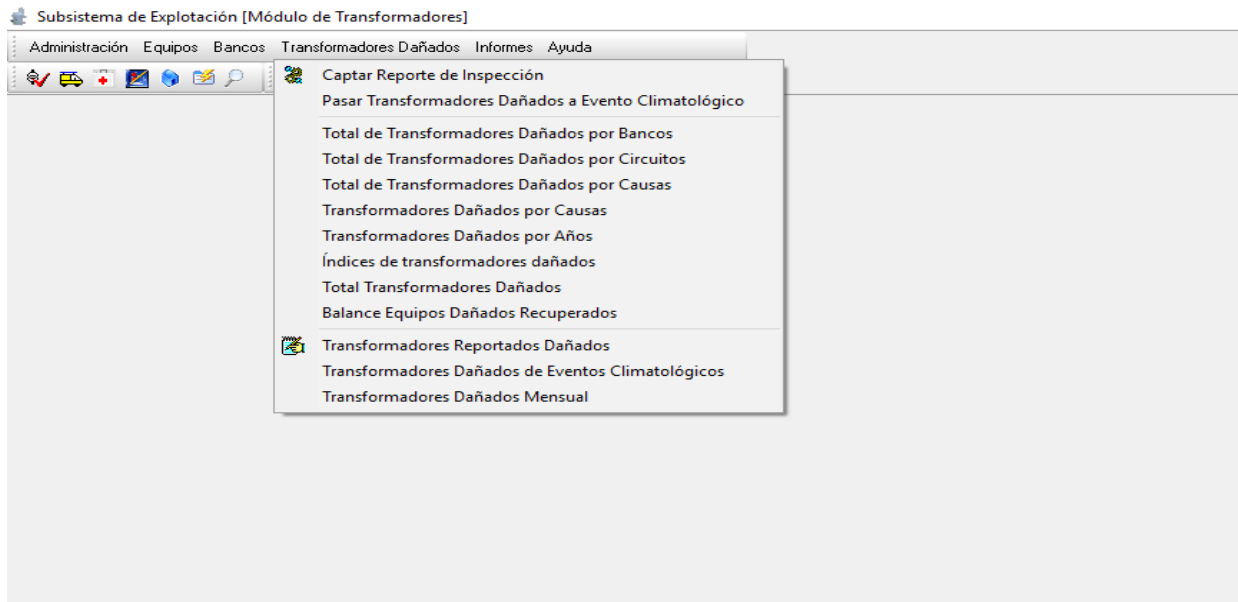 Subsistema de Explotación [Módulo de Transformadores]
Administración Equipos Bancos Transformadores Dañados Informes Ayuda
Captar Reporte de Inspección
Pasar Transformadores Dañados a Evento Climatológico
Total de Transformadores Dañados por Bancos
Total de Transformadores Dañados por Circuitos
Total de Transformadores Dañados por Causas
Transformadores Dañados por Causas
Transformadores Dañados por Años
Índices de transformadores dañados
Total Transformadores Dañados
Balance Equipos Dañados Recuperados
Transformadores Reportados Dañados
Transformadores Dañados de Eventos Climatológicos
Transformadores Dañados Mensual